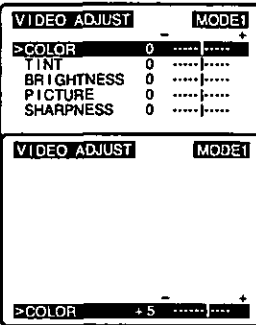 VIDEO ADJUST MODE1
- +
>COLOR 0 -----|-----
TINT 0 -----|-----
BRIGHTNESS 0 -----|-----
PICTURE 0 -----|-----
SHARPNESS 0 -----|-----
VIDEO ADJUST MODE1
- +
>COLOR +5 ------|----